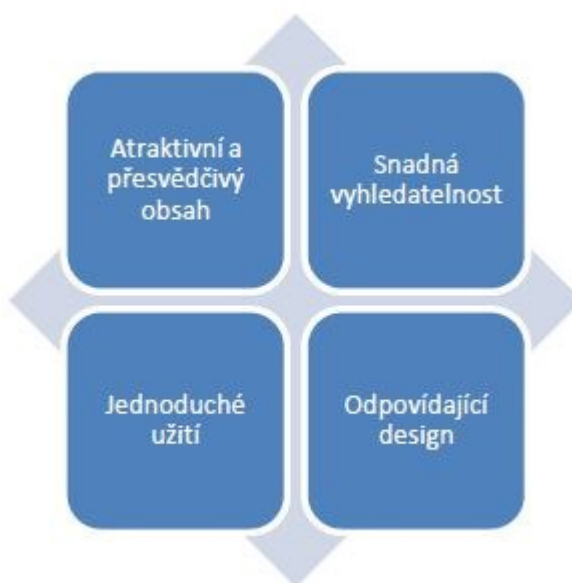 Atraktivní a
přesvědčivý
obsah
Snadná
vyhledatelnost
Jednoduché
užití
Odpovídající
design